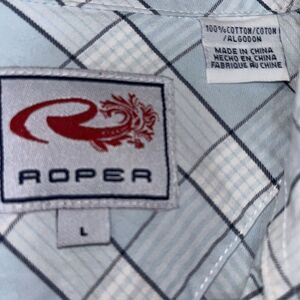 100% COTTON/COTON
/ALGODON
MADE IN CHINA
HECHO EN CHINA
FABRIQUE AU CHINE
ROPER
L